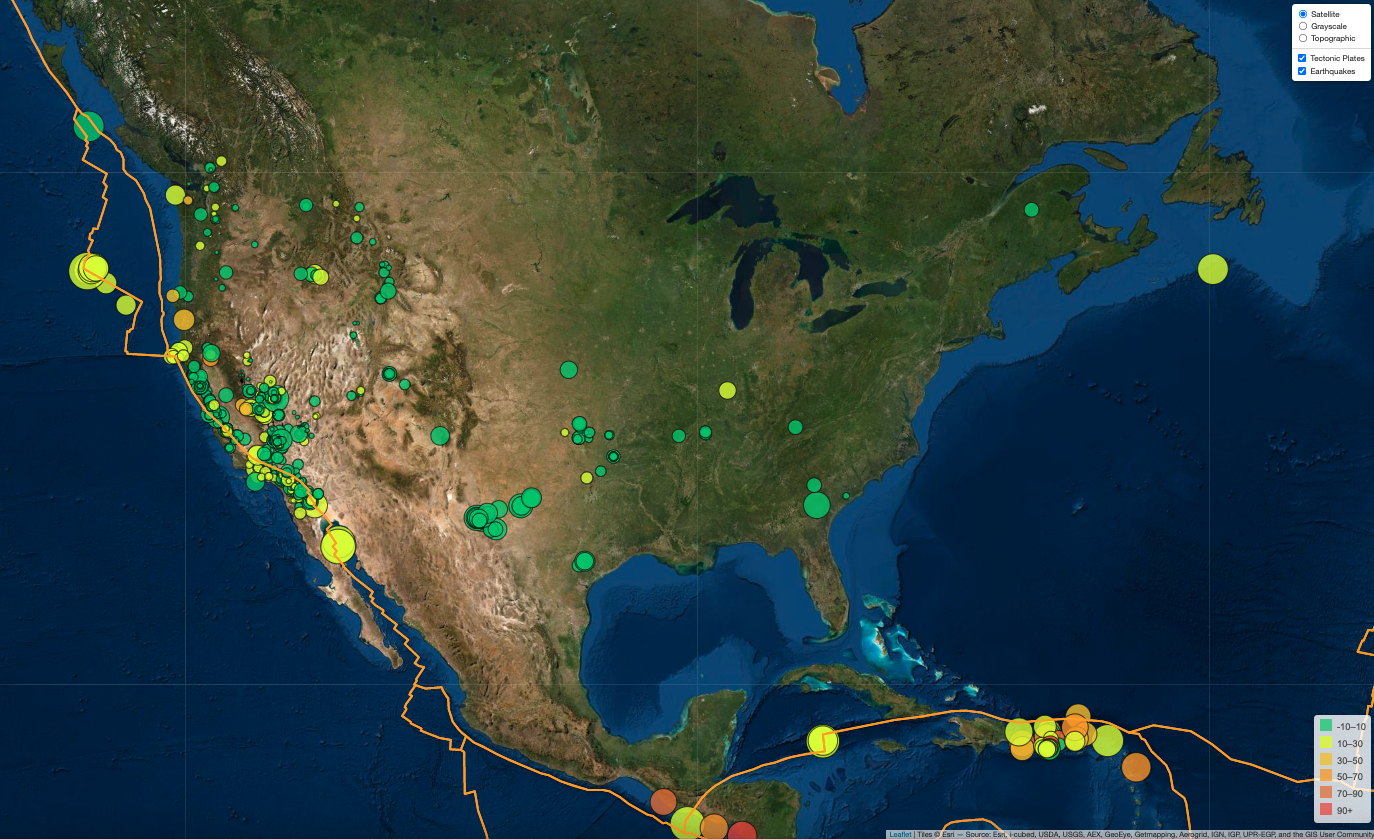 Satellite
Grayscale
Topographic
Tectonic Plates
Earthquakes
-10–10
10–30
30–50
50–70
70–90
90+
Leaflet | Tiles © Esri — Source: Esri, i-cubed, USDA, USGS, AEX, GeoEye, Getmapping, Aerogrid, IGN, IGP, UPR-EGP, and the GIS User Community